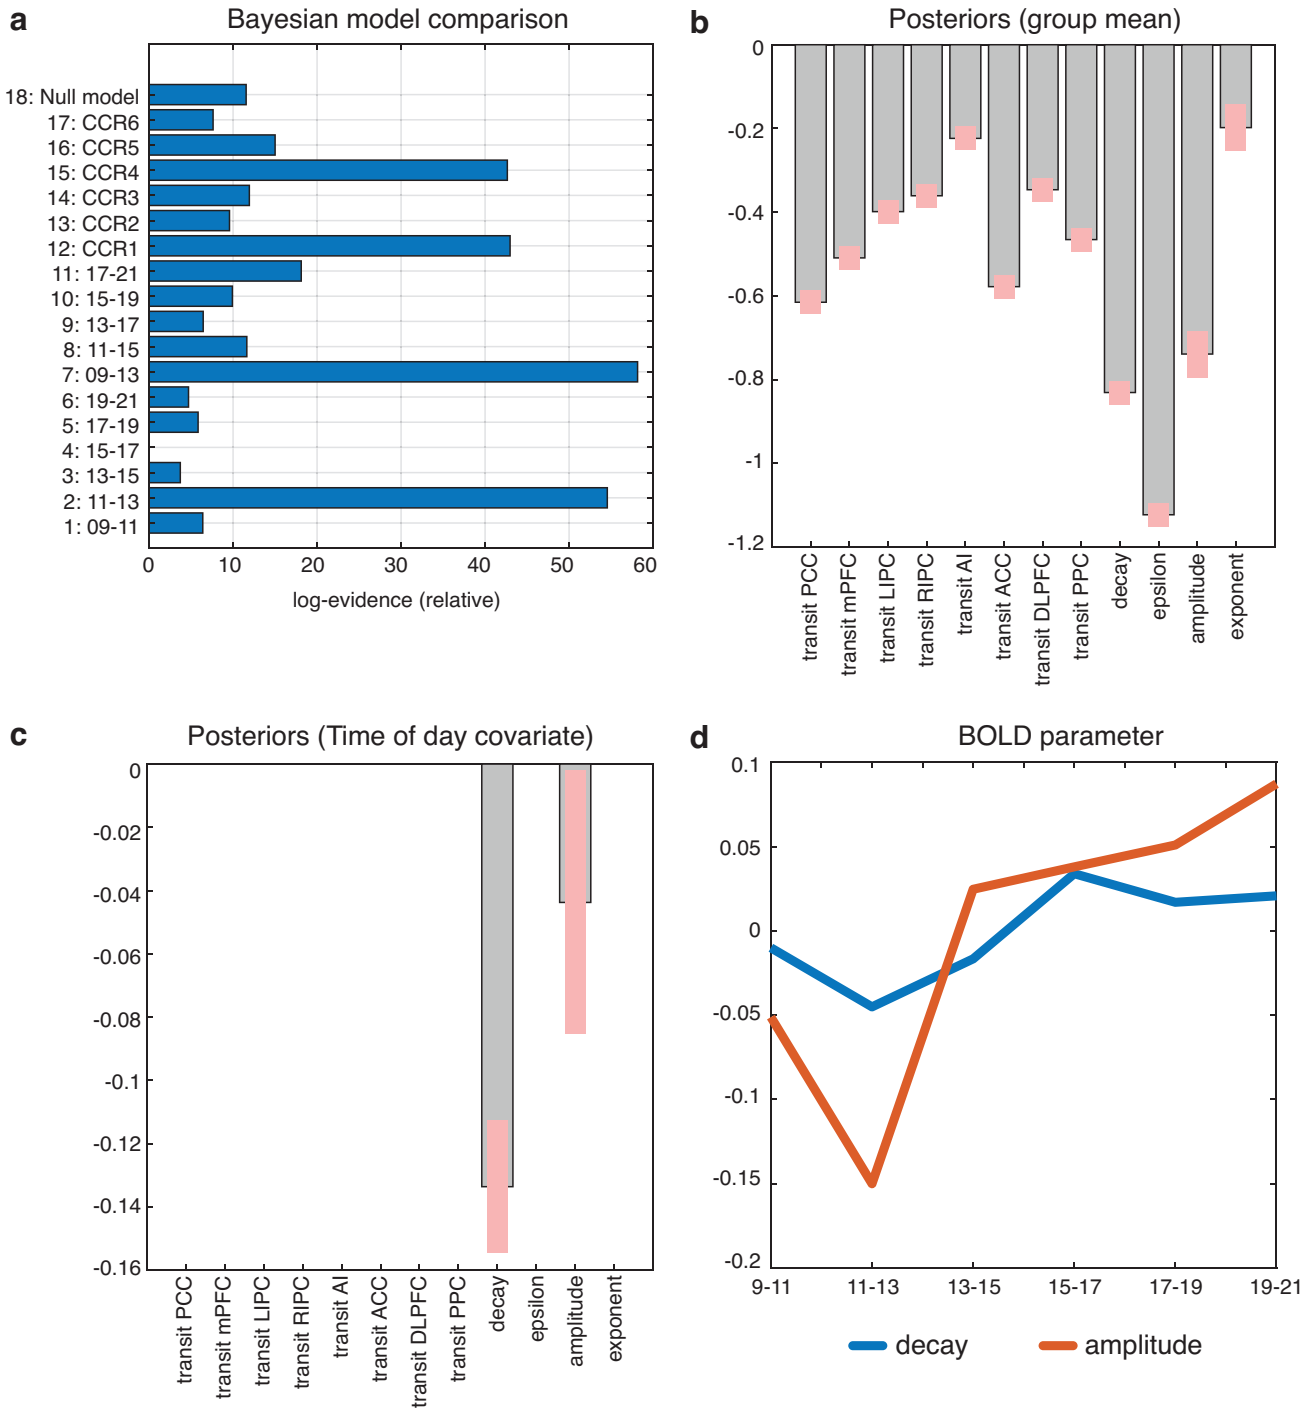 a
Bayesian model comparison
18: Null model
17: CCR6
16: CCR5
15: CCR4
14: CCR3
13: CCR2
12: CCR1
11: 17-21
10: 15-19
9: 13-17
8: 11-15
7: 09-13
6: 19-21
5: 17-19
4: 15-17
3: 13-15
2: 11-13
1: 09-11
0 10 20 30 40 50 60
log-evidence (relative)
b
Posteriors (group mean)
0
-0.2
-0.4
-0.6
-0.8
-1
-1.2
transit PCC
transit mPFC
transit LIPC
transit RIPC
transit AI
transit ACC
transit DLPFC
transit PPC
decay
epsilon
amplitude
exponent
c
Posteriors (Time of day covariate)
0
-0.02
-0.04
-0.06
-0.08
-0.1
-0.12
-0.14
-0.16
transit PCC
transit mPFC
transit LIPC
transit RIPC
transit AI
transit ACC
transit DLPFC
transit PPC
decay
epsilon
amplitude
exponent
d
BOLD parameter
0.1
0.05
0
-0.05
-0.1
-0.15
-0.2
9-11 11-13 13-15 15-17 17-19 19-21
decay amplitude